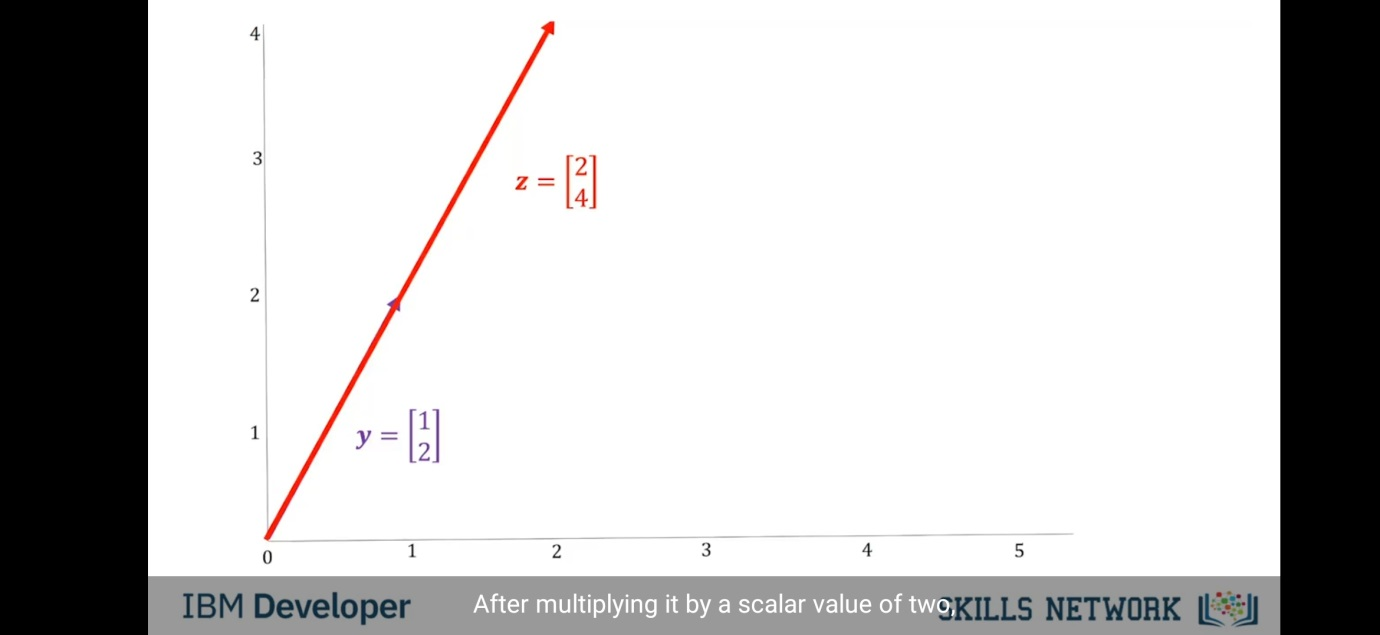 4
3
z = [2
4]
2
1
y = [1
2]
0 1 2 3 4 5
IBM Developer
After multiplying it by a scalar value of two,
SKILLS NETWORK